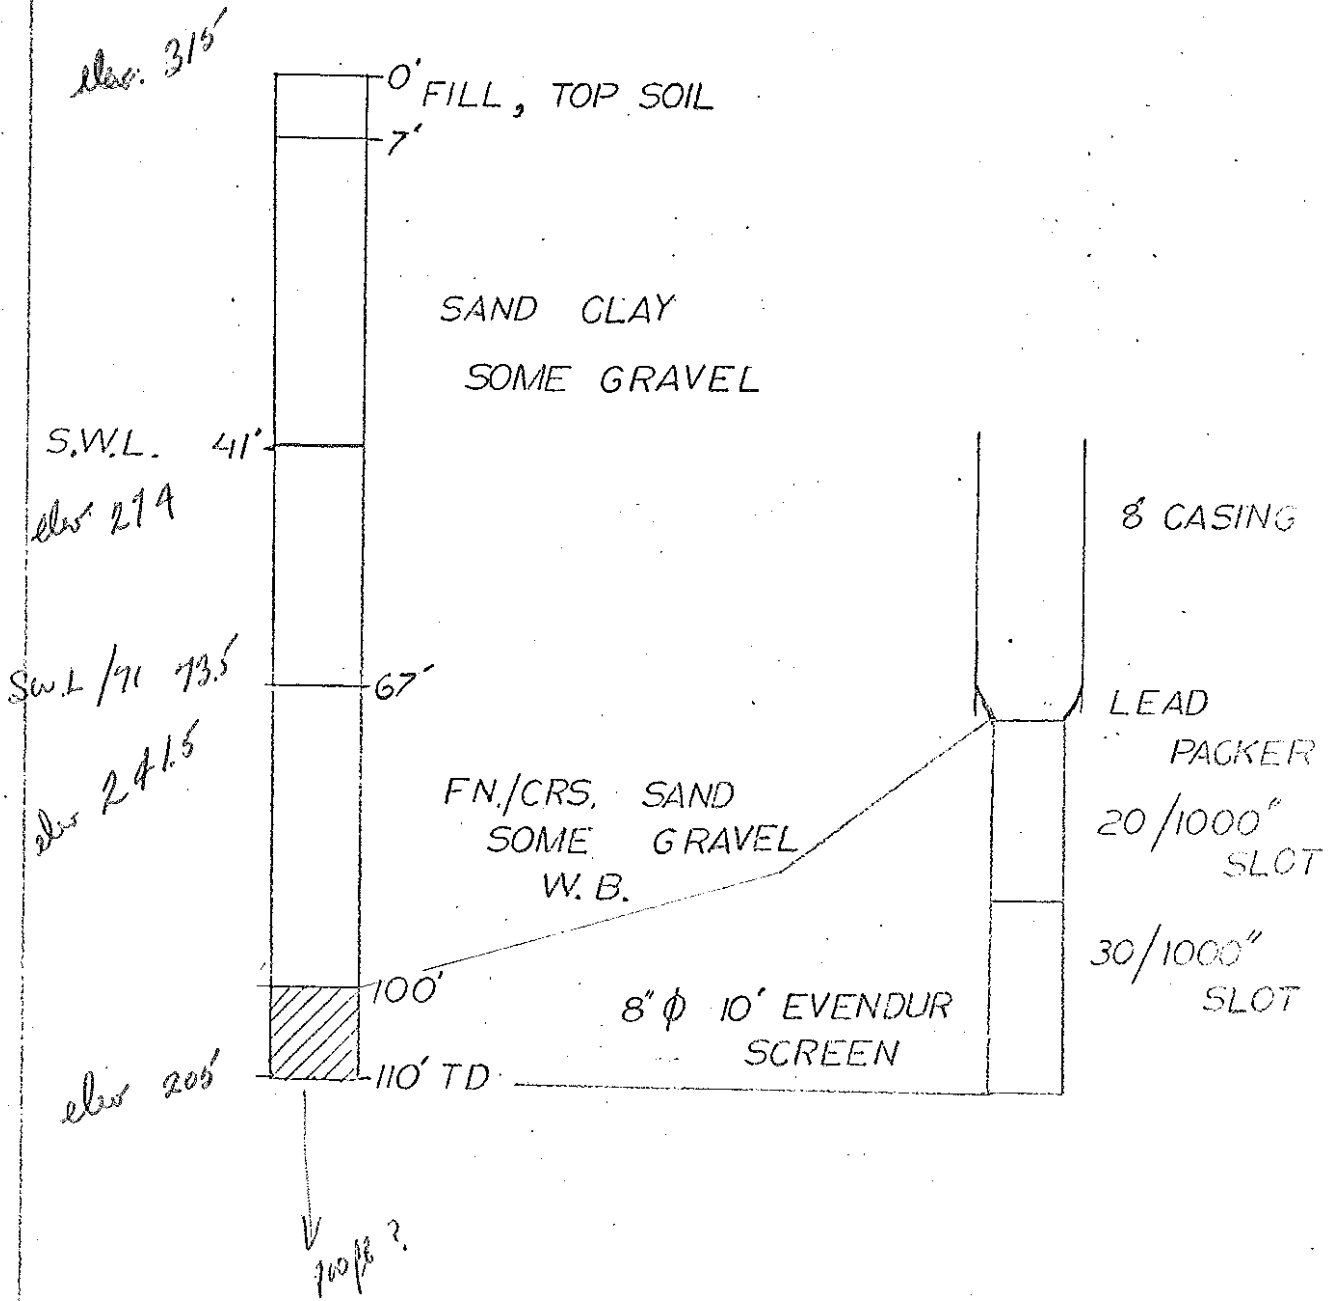 elev. 315'
0'
FILL, TOP SOIL
7'
SAND CLAY
SOME GRAVEL
S.W.L. 41'
elev 274
8" CASING
S.W.L /71 73.5'
67'
elev 241.5'
LEAD
PACKER
FN./CRS. SAND
SOME GRAVEL
W.B.
20/1000"
SLOT
30/1000"
SLOT
100'
8" φ 10' EVENDUR
SCREEN
elev 205'
110' TD